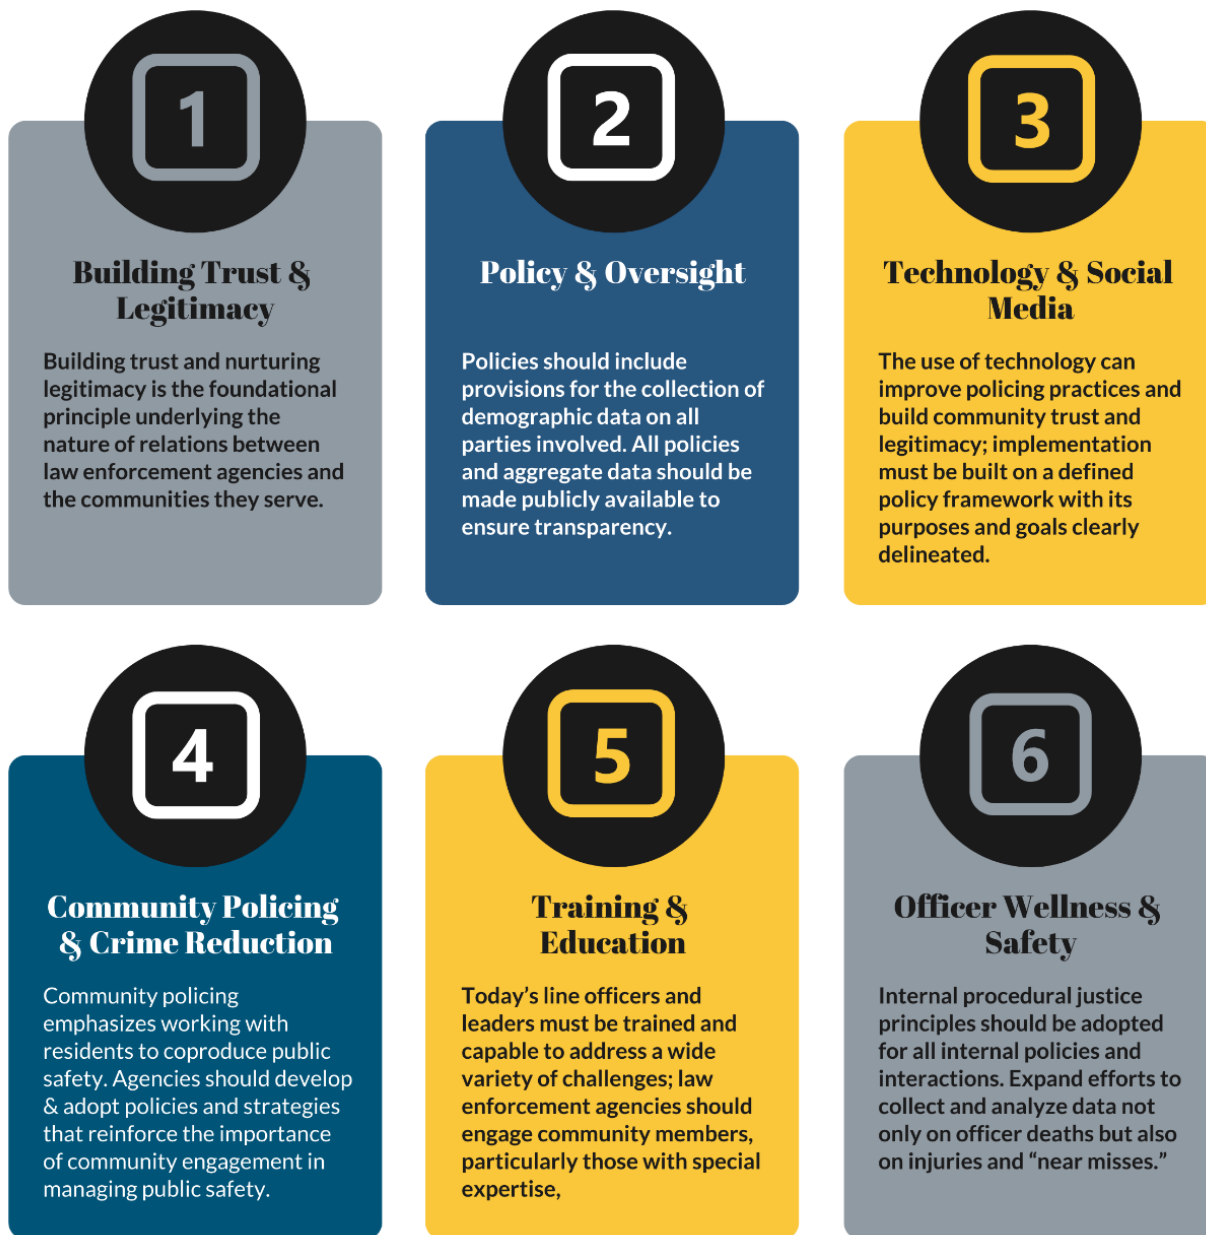 1
Building Trust &
Legitimacy
Building trust and nurturing
legitimacy is the foundational
principle underlying the
nature of relations between
law enforcement agencies and
the communities they serve.
2
Policy & Oversight
Policies should include
provisions for the collection of
demographic data on all
parties involved. All policies
and aggregate data should be
made publicly available to
ensure transparency.
3
Technology & Social
Media
The use of technology can
improve policing practices and
build community trust and
legitimacy; implementation
must be built on a defined
policy framework with its
purposes and goals clearly
delineated.
4
Community Policing
& Crime Reduction
Community policing
emphasizes working with
residents to coproduce public
safety. Agencies should develop
& adopt policies and strategies
that reinforce the importance
of community engagement in
managing public safety.
5
Training &
Education
Today’s line officers and
leaders must be trained and
capable to address a wide
variety of challenges; law
enforcement agencies should
engage community members,
particularly those with special
expertise,
6
Officer Wellness &
Safety
Internal procedural justice
principles should be adopted
for all internal policies and
interactions. Expand efforts to
collect and analyze data not
only on officer deaths but also
on injuries and “near misses.”